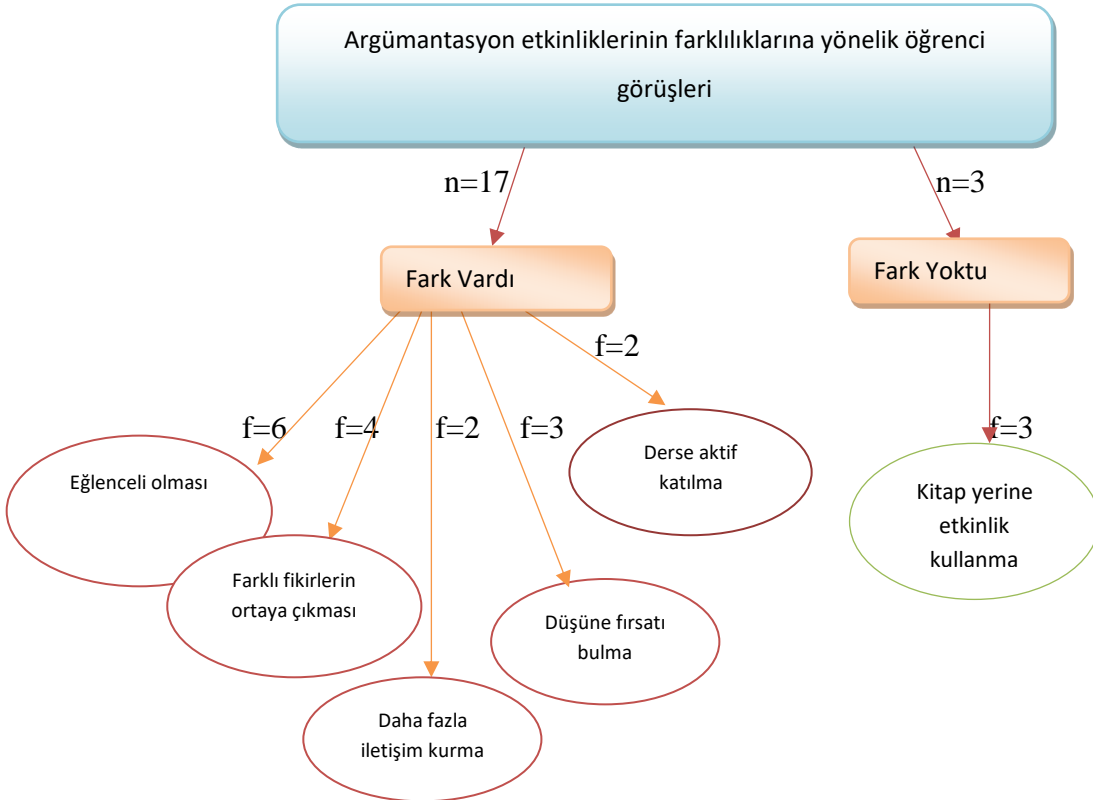 Argümantasyon etkinliklerinin farklılıklarına yönelik öğrenci
görüşleri
n=17
n=3
Fark Vardı
Fark Yoktu
f=2
f=6
f=4
f=2
f=3
f=3
Eğlenceli olması
Derse aktif
katılma
Kitap yerine
etkinlik
kullanma
Farklı fikirlerin
ortaya çıkması
Düşüne fırsatı
bulma
Daha fazla
iletişim kurma